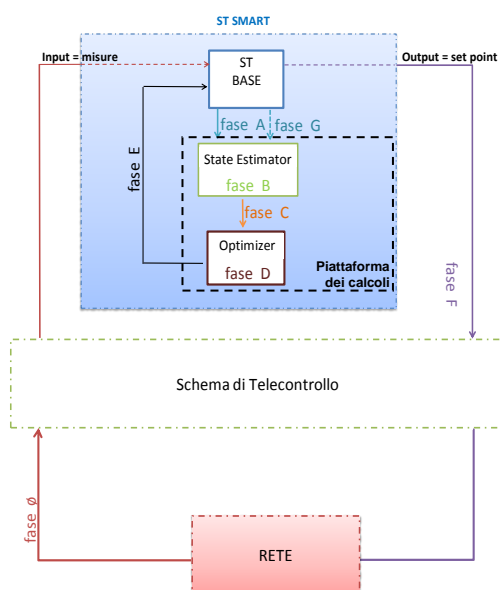 ST SMART
Input = misure
Output = set point
ST
BASE
fase A
fase G
fase E
State Estimator
fase B
fase C
Optimizer
fase D
Piattaforma
dei calcoli
fase F
Schema di Telecontrollo
fase ø
RETE